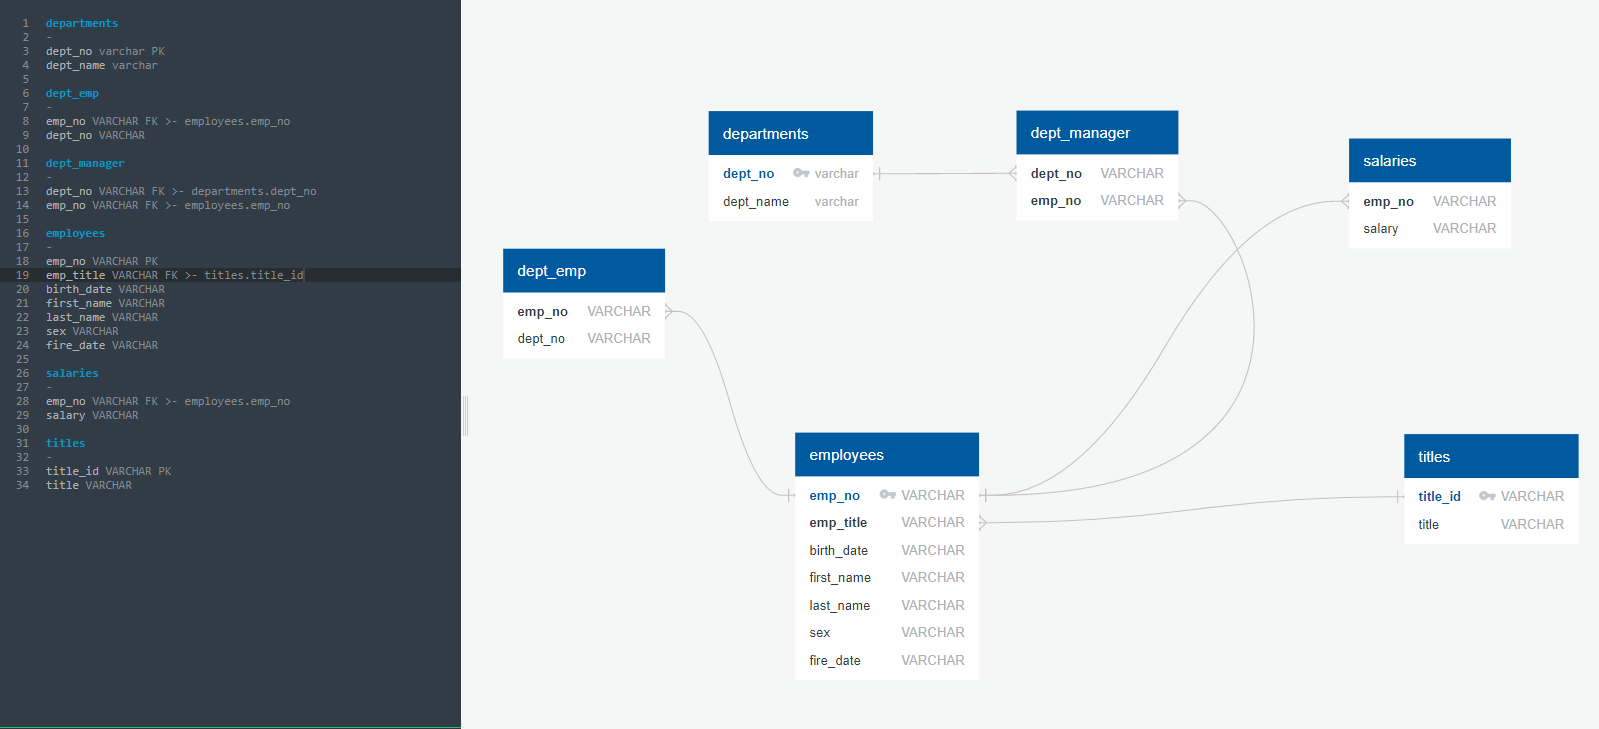 1 departments
2 -
3 dept_no varchar PK
4 dept_name varchar
5
6 dept_emp
7 -
8 emp_no VARCHAR FK >- employees.emp_no
9 dept_no VARCHAR
10
11 dept_manager
12 -
13 dept_no VARCHAR FK >- departments.dept_no
14 emp_no VARCHAR FK >- employees.emp_no
15
16 employees
17 -
18 emp_no VARCHAR PK
19 emp_title VARCHAR FK >- titles.title_id
20 birth_date VARCHAR
21 first_name VARCHAR
22 last_name VARCHAR
23 sex VARCHAR
24 fire_date VARCHAR
25
26 salaries
27 -
28 emp_no VARCHAR FK >- employees.emp_no
29 salary VARCHAR
30
31 titles
32 -
33 title_id VARCHAR PK
34 title VARCHAR
departments
dept_no varchar
dept_name varchar
dept_manager
dept_no VARCHAR
emp_no VARCHAR
salaries
emp_no VARCHAR
salary VARCHAR
dept_emp
emp_no VARCHAR
dept_no VARCHAR
employees
emp_no VARCHAR
emp_title VARCHAR
birth_date VARCHAR
first_name VARCHAR
last_name VARCHAR
sex VARCHAR
fire_date VARCHAR
titles
title_id VARCHAR
title VARCHAR